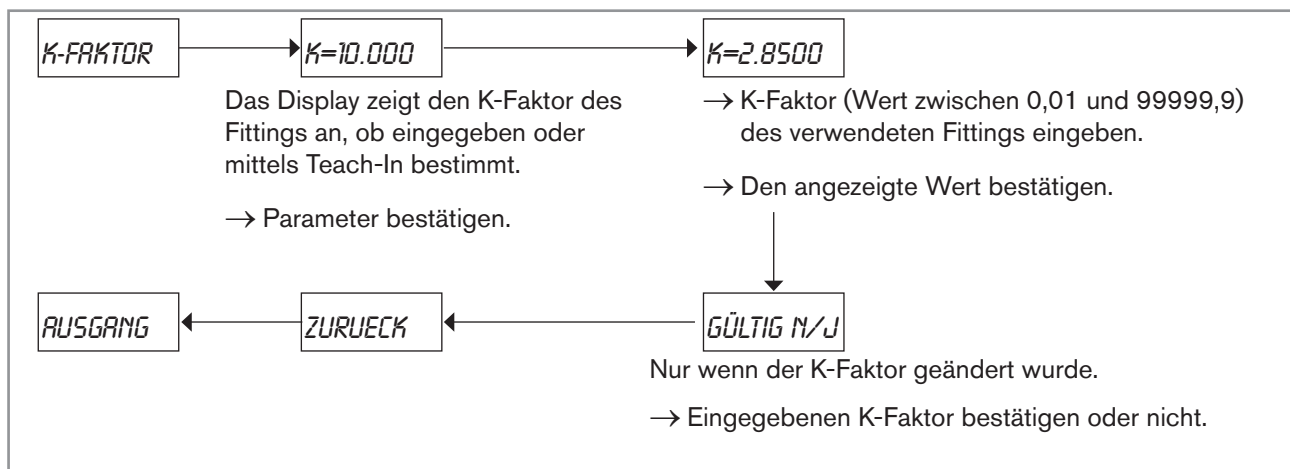 K-FAKTOR
K=10.000
K=2.8500
Das Display zeigt den K-Faktor des
Fittings an, ob eingegeben oder
mittels Teach-In bestimmt.
→ Parameter bestätigen.
→ K-Faktor (Wert zwischen 0,01 und 99999,9)
des verwendeten Fittings eingeben.
→ Den angezeigte Wert bestätigen.
AUSGANG
ZURUECK
GÜLTIG N/J
Nur wenn der K-Faktor geändert wurde.
→ Eingegebenen K-Faktor bestätigen oder nicht.